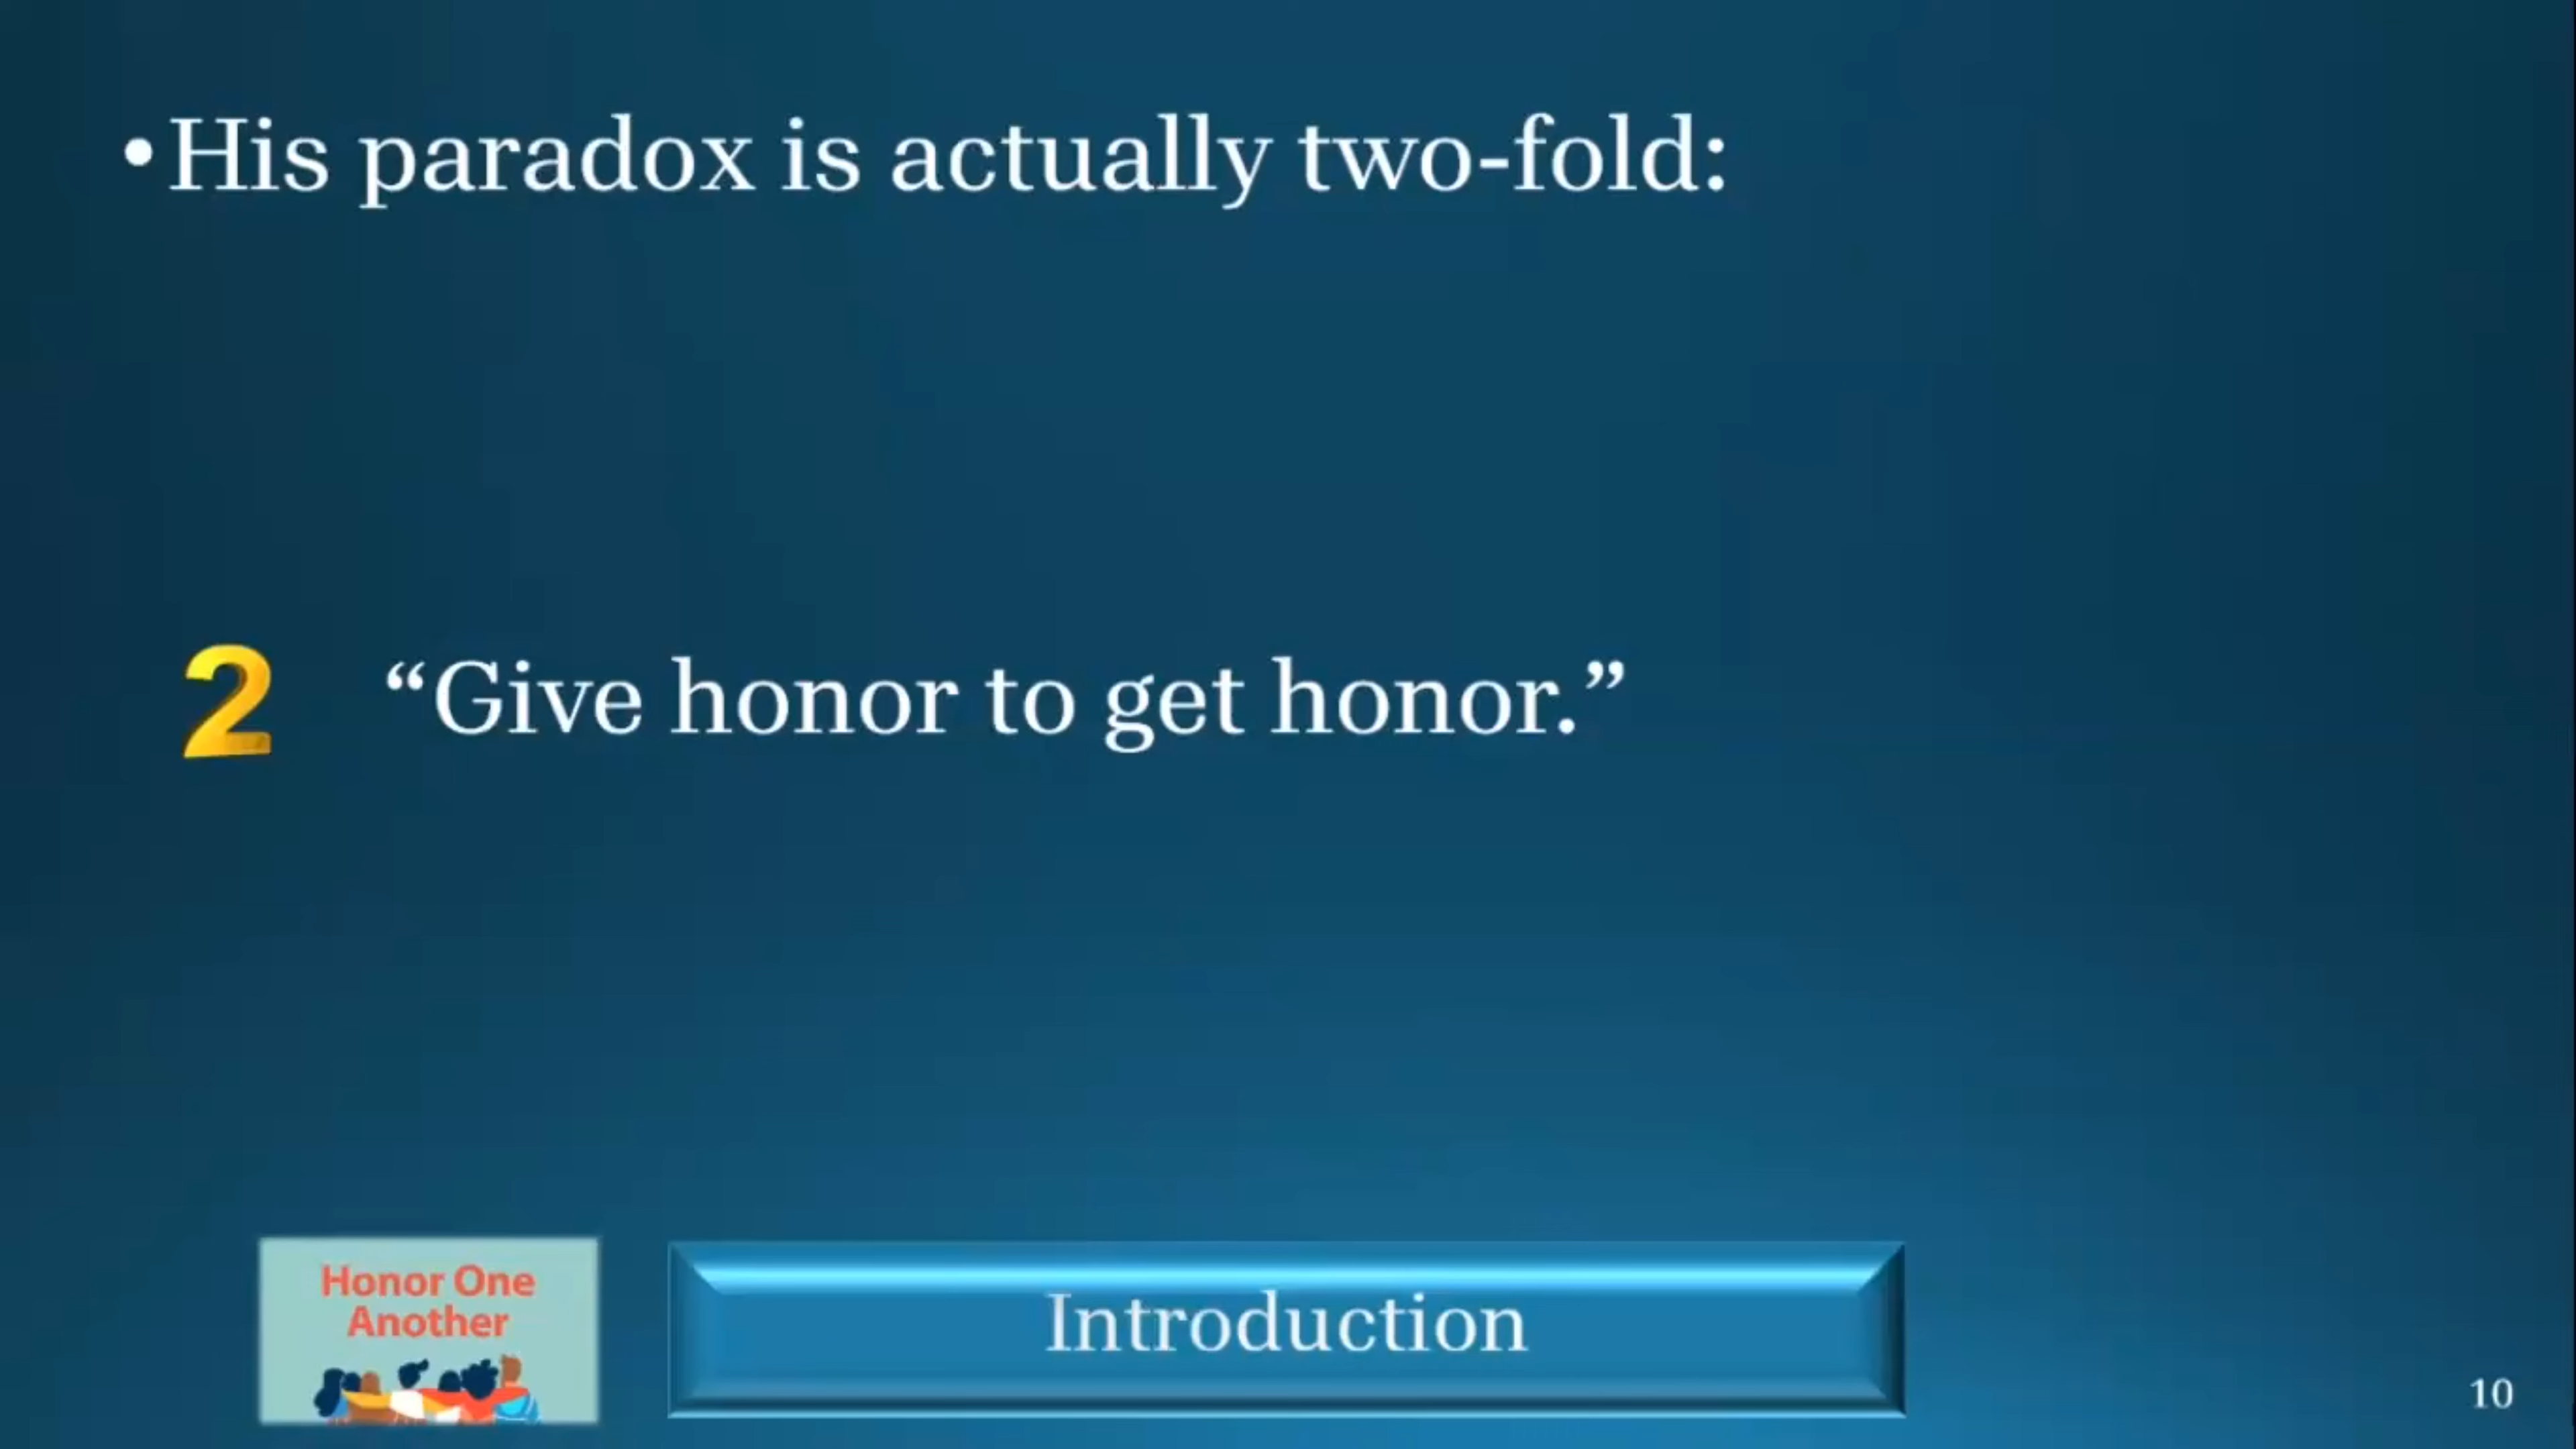 •His paradox is actually two-fold:
2 “Give honor to get honor.”
Honor One
Another
Introduction
10